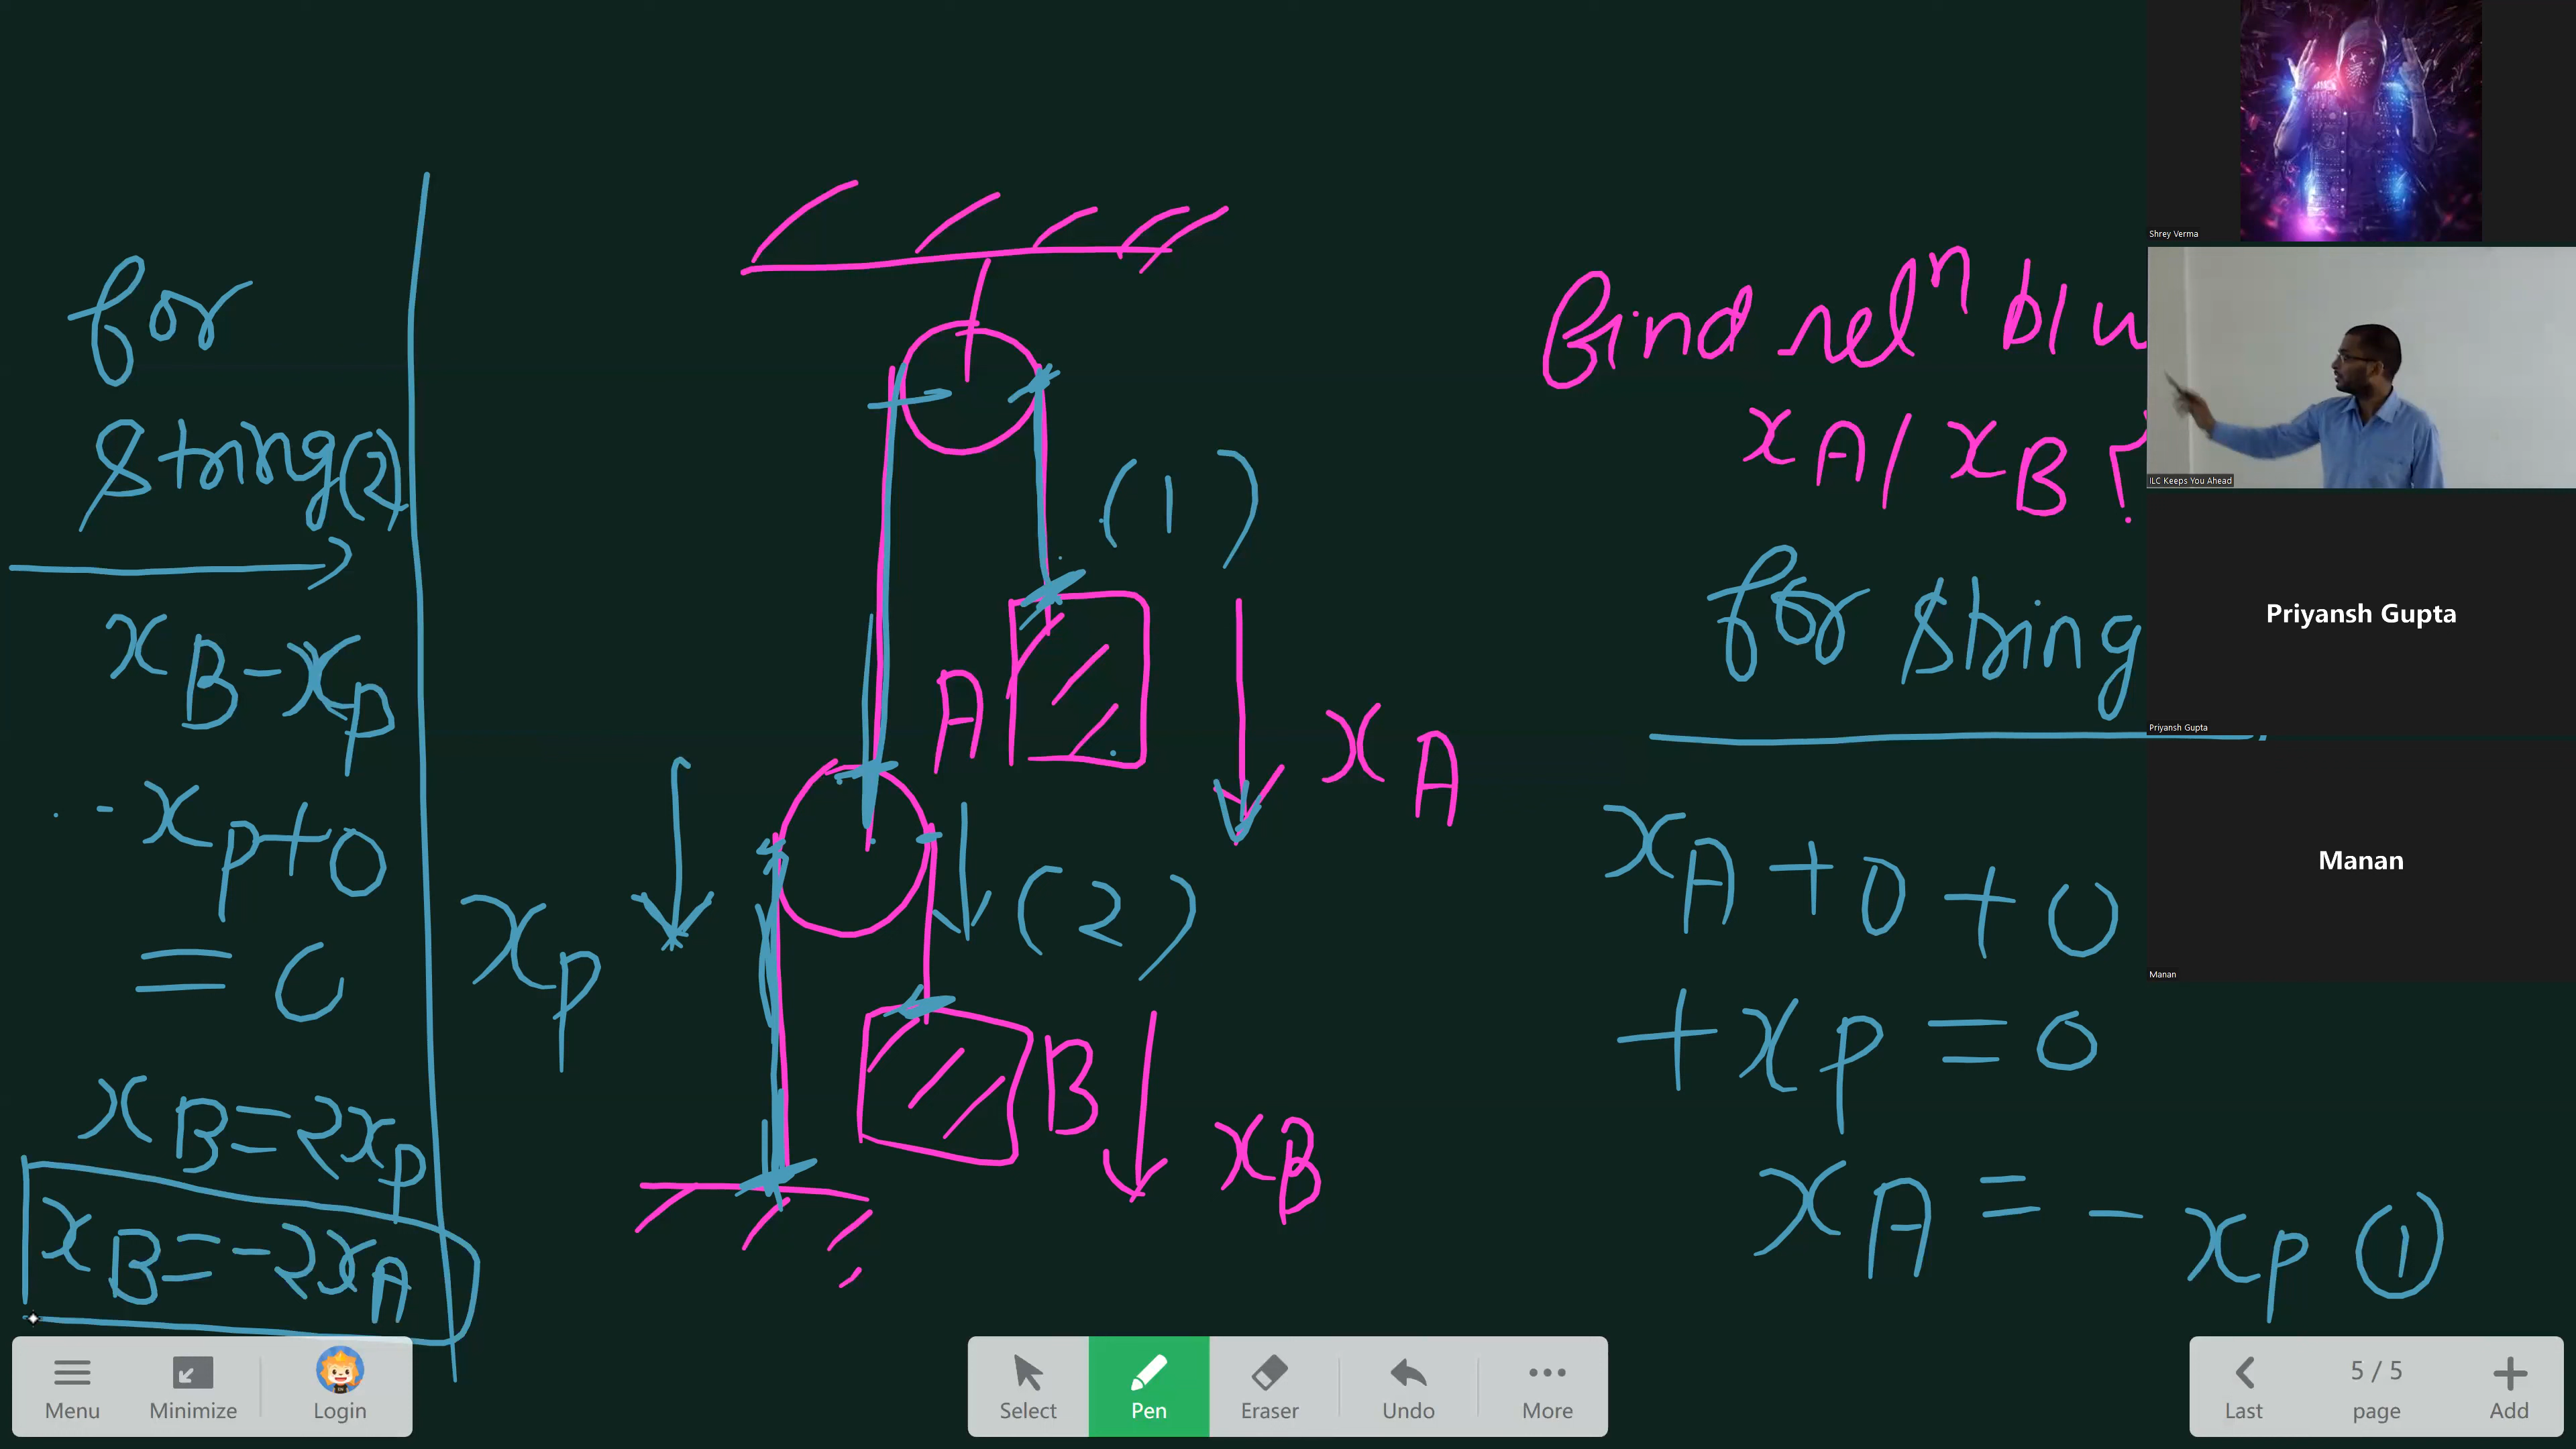 for
string(2)
xB-xp
-xp+0
= 0
xB=2xp
xB=-2xA
(1)
A
xA
xp
(2)
B
xB
find relⁿ b/w
xA/xB?
for string
xA+0+0
+xp=0
xA=-xp ①
Shrey Verma
ILC Keeps You Ahead
Priyansh Gupta
Priyansh Gupta
Manan
Manan
Menu
Minimize
Login
Select
Pen
Eraser
Undo
More
Last
5 / 5
page
Add